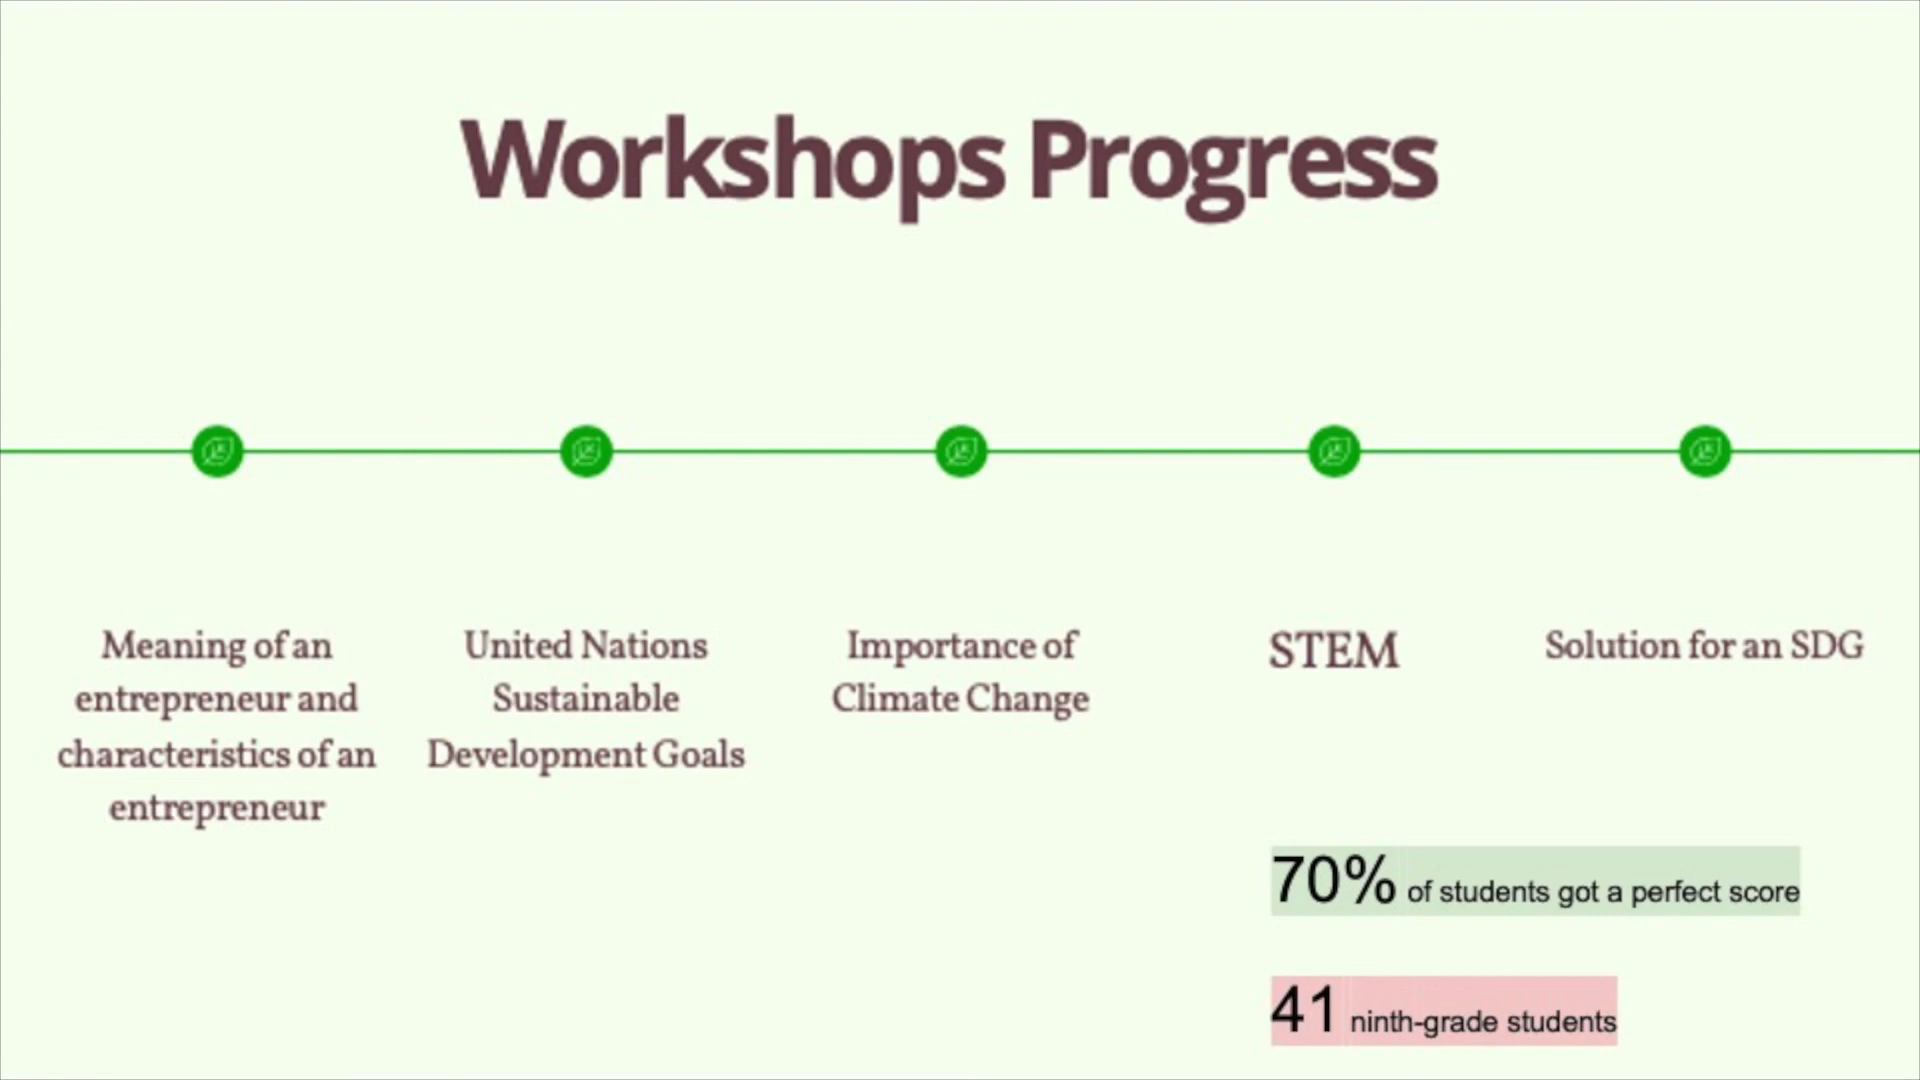 Workshops Progress
Meaning of an
entrepreneur and
characteristics of an
entrepreneur
United Nations
Sustainable
Development Goals
Importance of
Climate Change
STEM
Solution for an SDG
70% of students got a perfect score
41 ninth-grade students